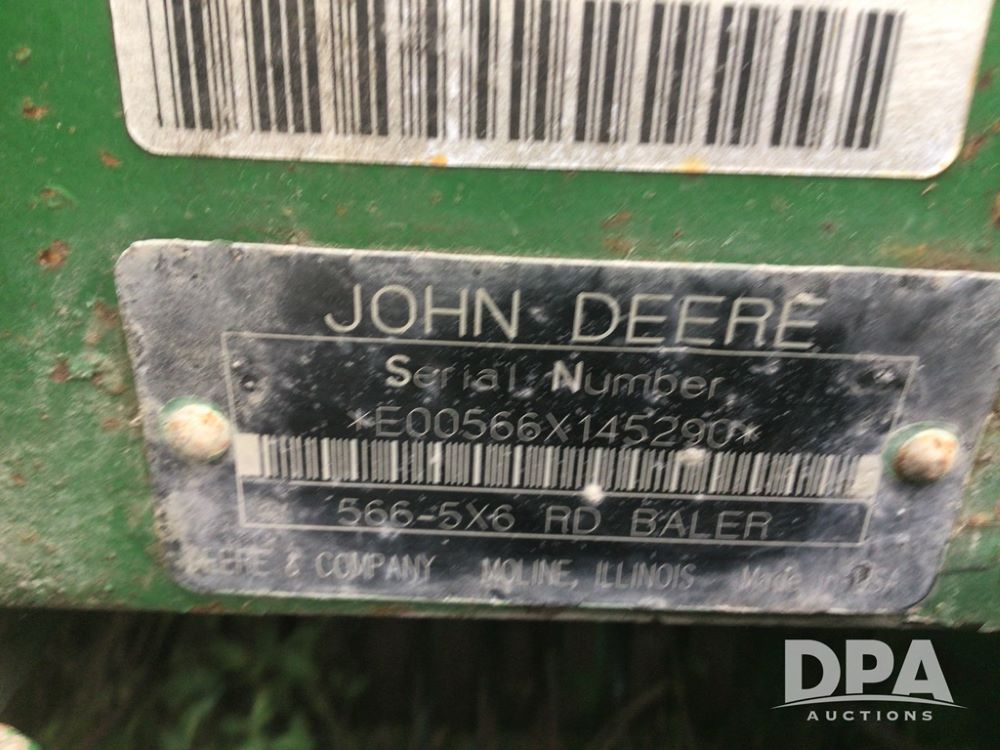 JOHN DEERE
Serial Number
*E00566X145290*
566-5X6 RD BALER
DEERE & COMPANY MOLINE, ILLINOIS Made in USA
DPA
AUCTIONS